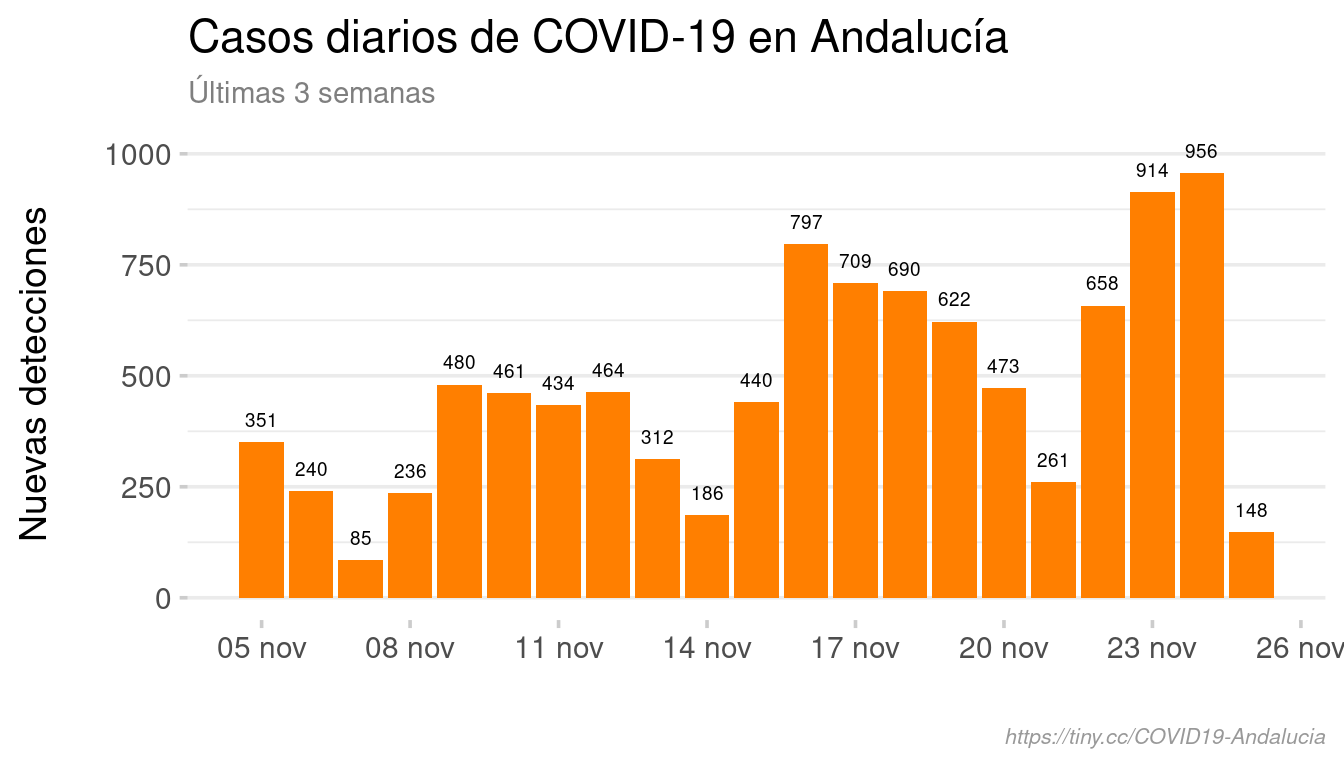 Casos diarios de COVID-19 en Andalucía
Últimas 3 semanas
Nuevas detecciones
1000
750
500
250
0
351
240
85
236
480
461
434
464
312
186
440
797
709
690
622
473
261
658
914
956
148
05 nov
08 nov
11 nov
14 nov
17 nov
20 nov
23 nov
26 nov
https://tiny.cc/COVID19-Andalucia